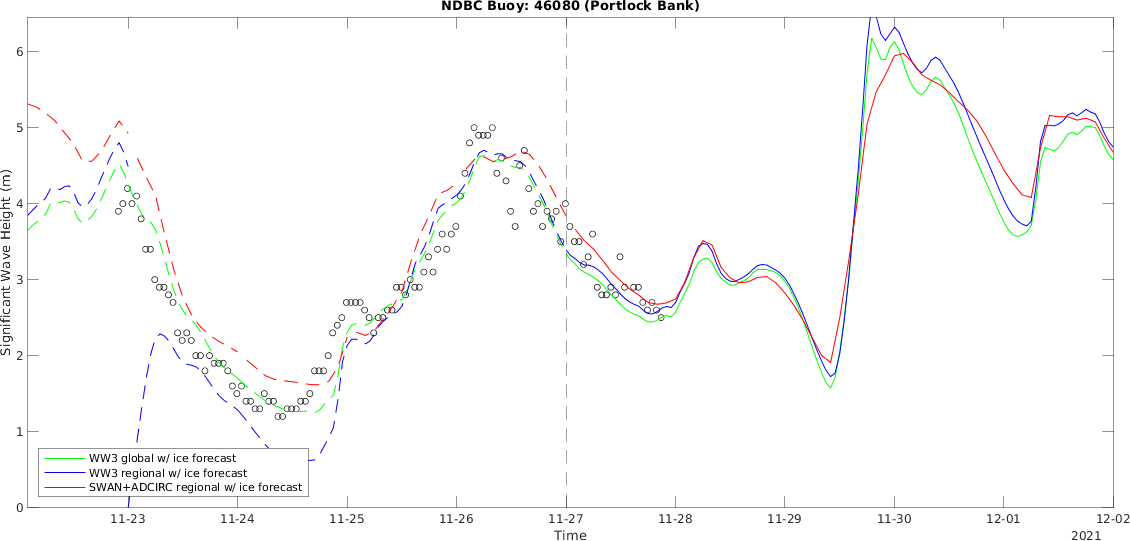 NDBC Buoy: 46080 (Portlock Bank)
Significant Wave Height (m)
6
5
4
3
2
1
0
WW3 global w/ ice forecast
WW3 regional w/ ice forecast
SWAN+ADCIRC regional w/ ice forecast
11-23 11-24 11-25 11-26 11-27 11-28 11-29 11-30 12-01 12-02
Time
2021